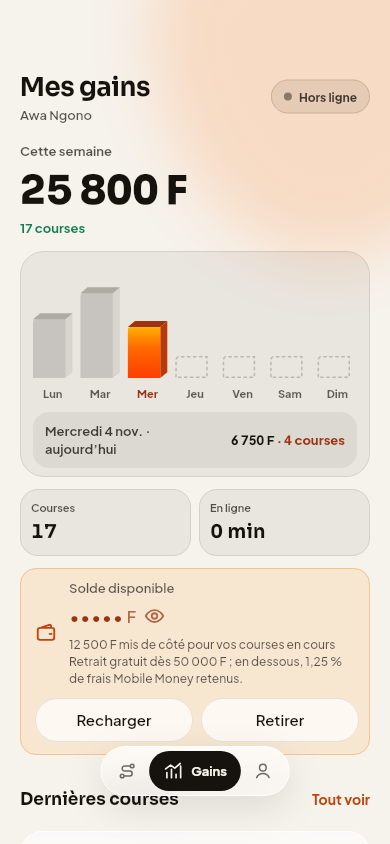 Mes gains
Hors ligne
Awa Ngono
Cette semaine
25 800 F
17 courses
Lun Mar Mer Jeu Ven Sam Dim
Mercredi 4 nov. ·
aujourd’hui
6 750 F · 4 courses
Courses
17
En ligne
0 min
Solde disponible
••••• F
12 500 F mis de côté pour vos courses en cours
Retrait gratuit dès 50 000 F ; en dessous, 1,25 %
de frais Mobile Money retenus.
Recharger
Retirer
Gains
Dernières courses
Tout voir